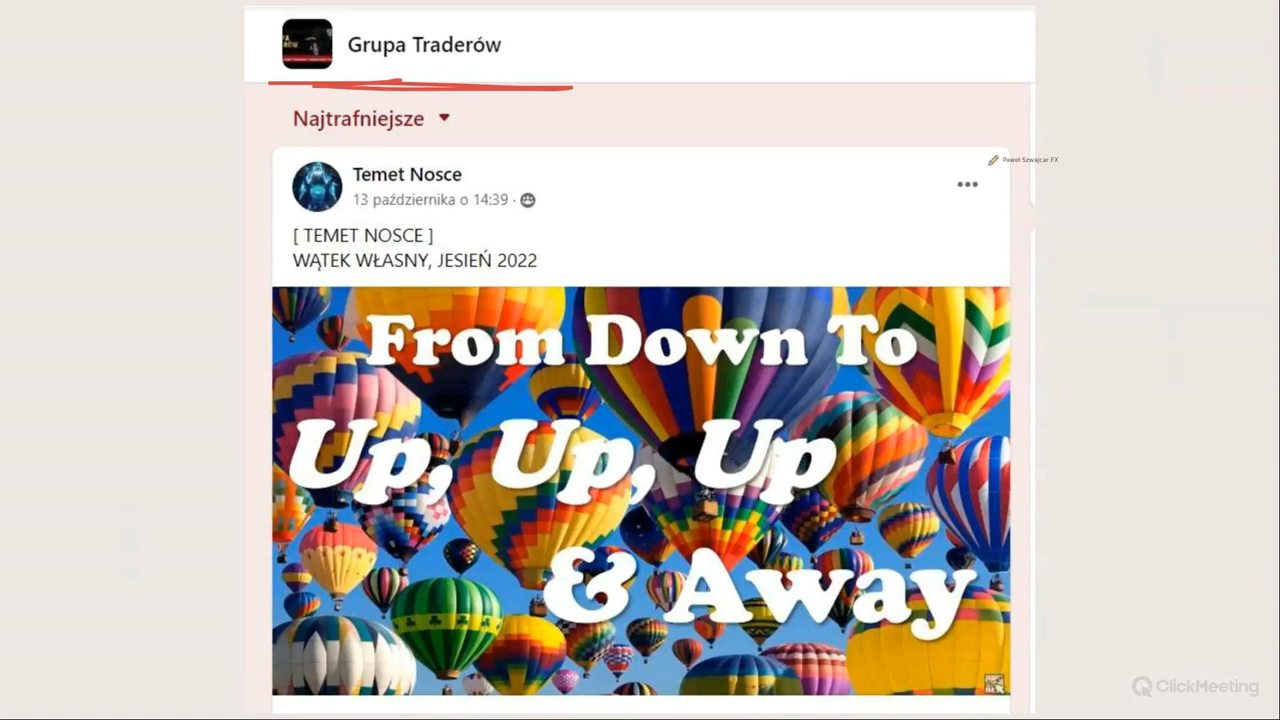 Grupa Traderów
Najtrafniejsze
Paweł Szwajcar FX
Temet Nosce
13 października o 14:39 ·
[ TEMET NOSCE ]
WĄTEK WŁASNY, JESIEŃ 2022
From Down To
Up, Up, Up
& Away
ClickMeeting